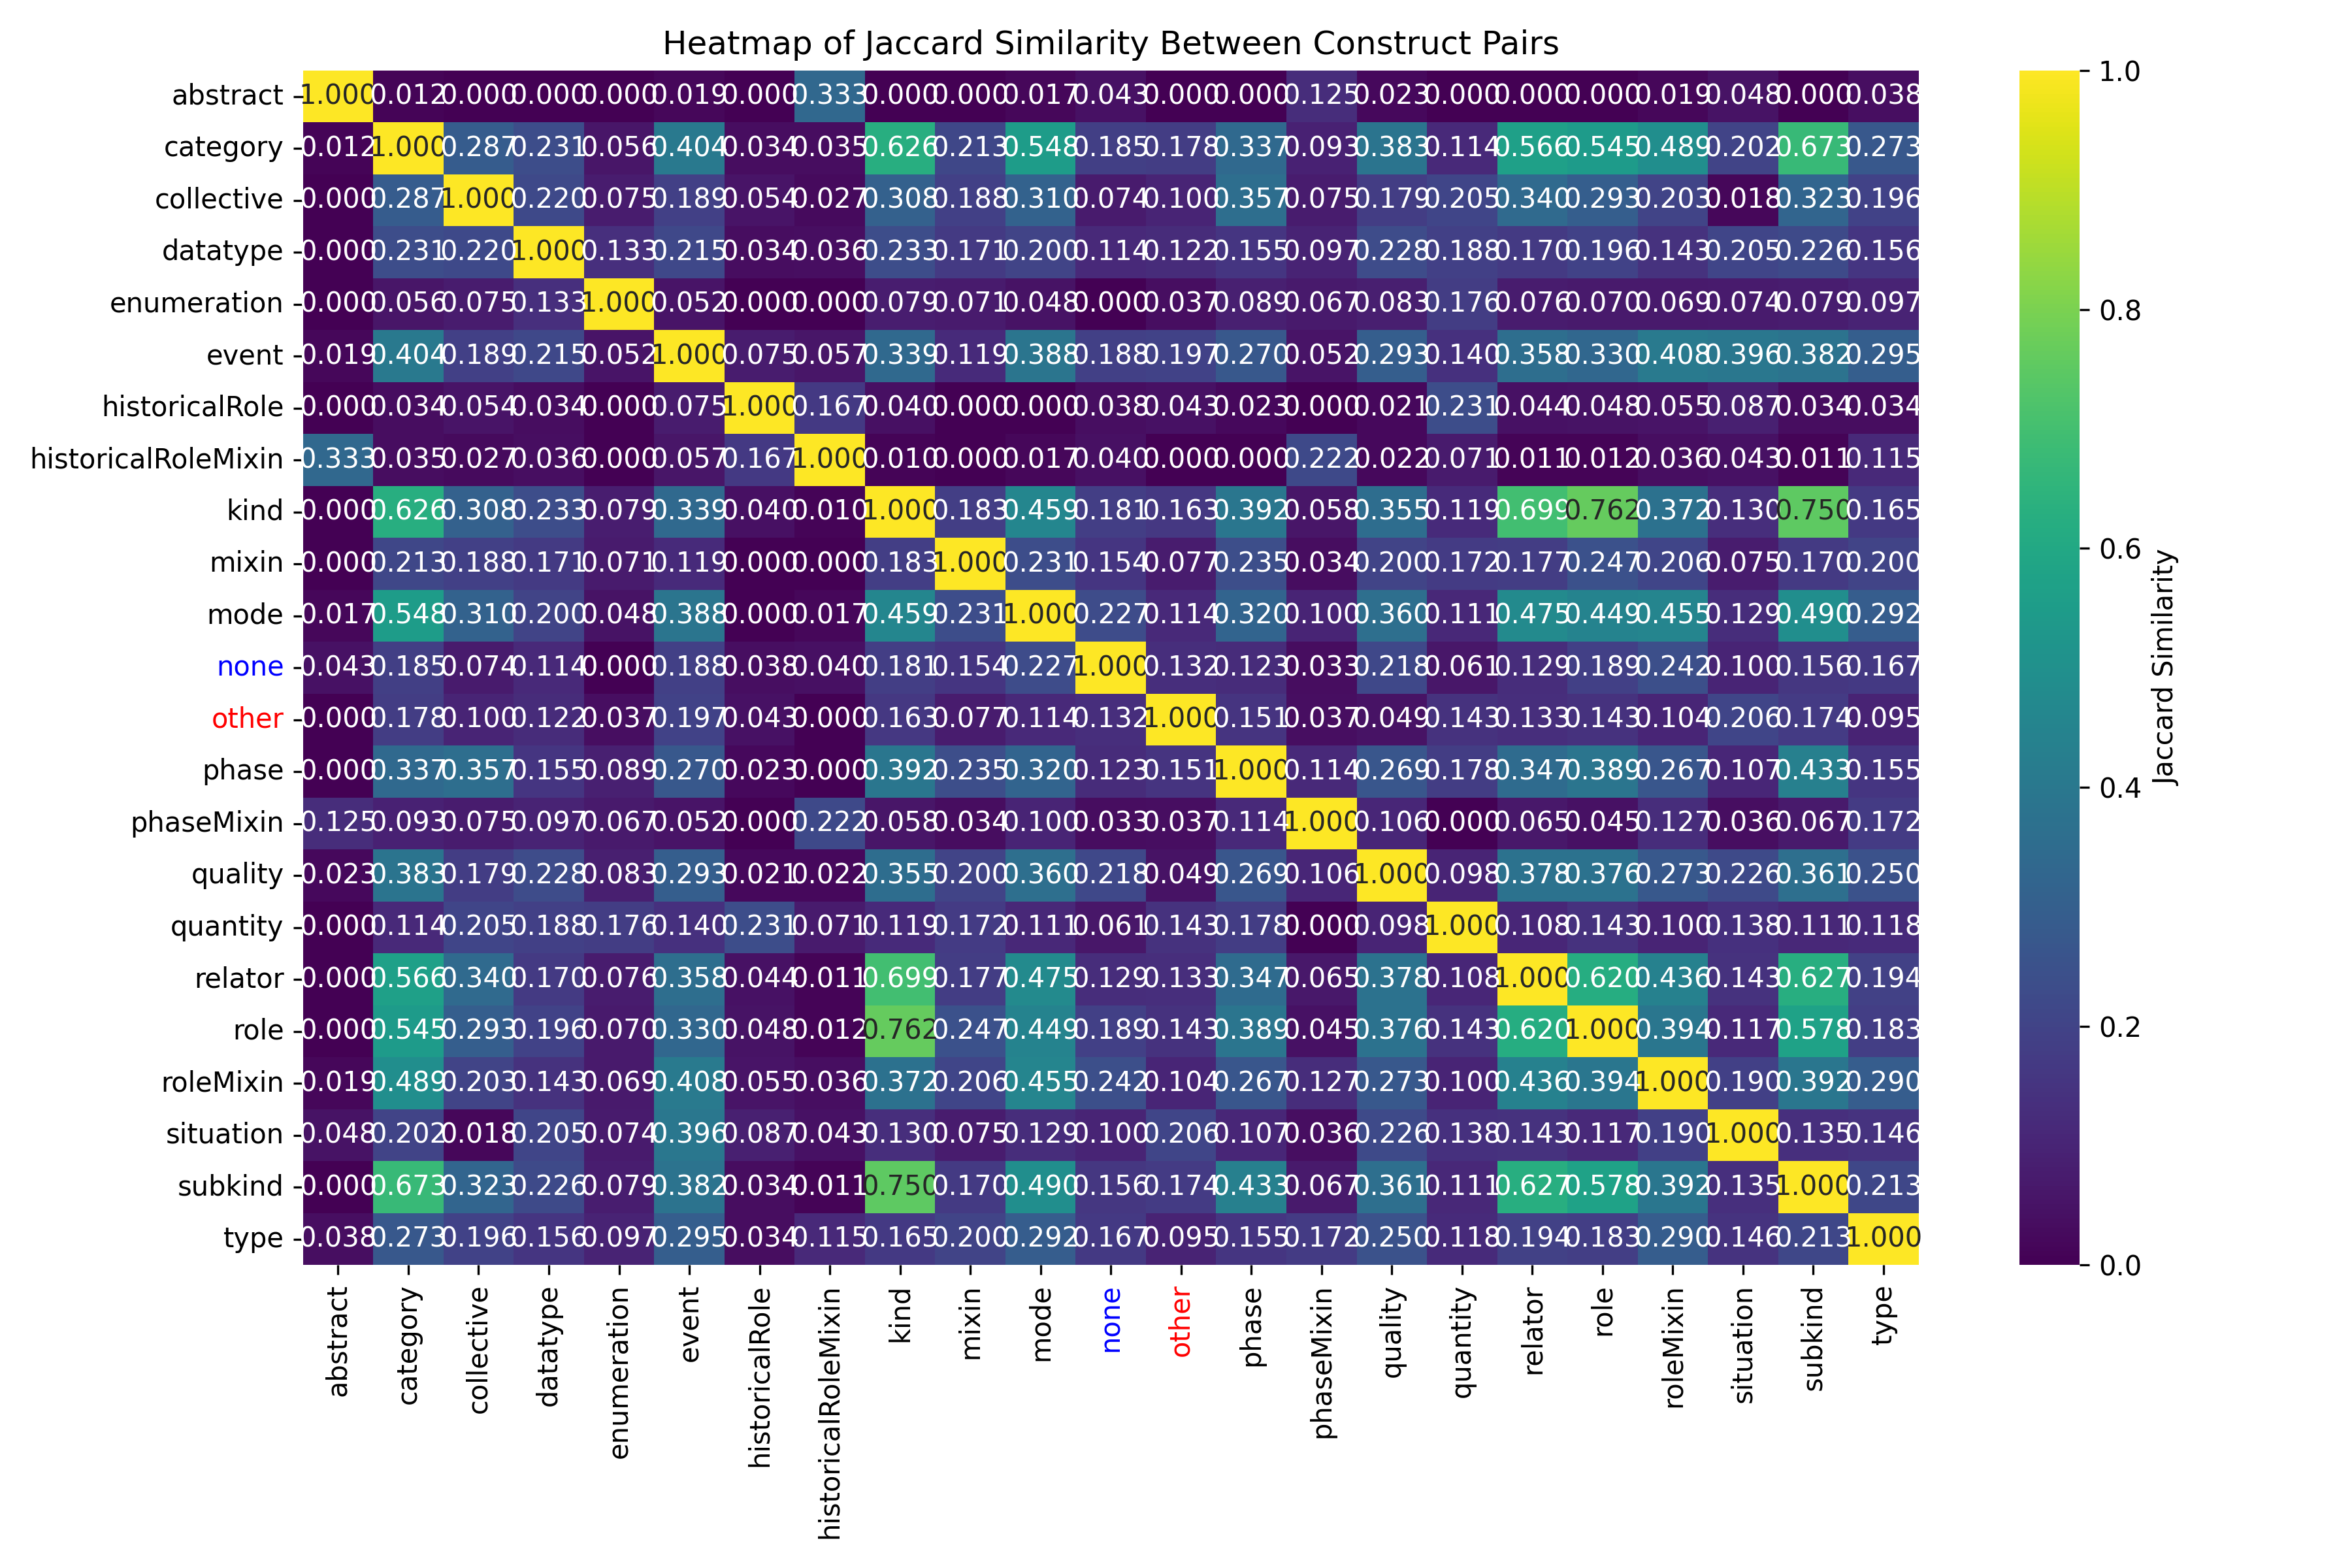 Heatmap of Jaccard Similarity Between Construct Pairs
abstract 1.000 0.012 0.000 0.000 0.000 0.019 0.000 0.333 0.000 0.000 0.017 0.043 0.000 0.000 0.125 0.023 0.000 0.000 0.000 0.019 0.048 0.000 0.038
category 0.012 1.000 0.287 0.231 0.056 0.404 0.034 0.035 0.626 0.213 0.548 0.185 0.178 0.337 0.093 0.383 0.114 0.566 0.545 0.489 0.202 0.673 0.273
collective 0.000 0.287 1.000 0.220 0.075 0.189 0.054 0.027 0.308 0.188 0.310 0.074 0.100 0.357 0.075 0.179 0.205 0.340 0.293 0.203 0.018 0.323 0.196
datatype 0.000 0.231 0.220 1.000 0.133 0.215 0.034 0.036 0.233 0.171 0.200 0.114 0.122 0.155 0.097 0.228 0.188 0.170 0.196 0.143 0.205 0.226 0.156
enumeration 0.000 0.056 0.075 0.133 1.000 0.052 0.000 0.000 0.079 0.071 0.048 0.000 0.037 0.089 0.067 0.083 0.176 0.076 0.070 0.069 0.074 0.079 0.097
event 0.019 0.404 0.189 0.215 0.052 1.000 0.075 0.057 0.339 0.119 0.388 0.188 0.197 0.270 0.052 0.293 0.140 0.358 0.330 0.408 0.396 0.382 0.295
historicalRole 0.000 0.034 0.054 0.034 0.000 0.075 1.000 0.167 0.040 0.000 0.000 0.038 0.043 0.023 0.000 0.021 0.231 0.044 0.048 0.055 0.087 0.034 0.034
historicalRoleMixin 0.333 0.035 0.027 0.036 0.000 0.057 0.167 1.000 0.010 0.000 0.017 0.040 0.000 0.000 0.222 0.022 0.071 0.011 0.012 0.036 0.043 0.011 0.115
kind 0.000 0.626 0.308 0.233 0.079 0.339 0.040 0.010 1.000 0.183 0.459 0.181 0.163 0.392 0.058 0.355 0.119 0.699 0.762 0.372 0.130 0.750 0.165
mixin 0.000 0.213 0.188 0.171 0.071 0.119 0.000 0.000 0.183 1.000 0.231 0.154 0.077 0.235 0.034 0.200 0.172 0.177 0.247 0.206 0.075 0.170 0.200
mode 0.017 0.548 0.310 0.200 0.048 0.388 0.000 0.017 0.459 0.231 1.000 0.227 0.114 0.320 0.100 0.360 0.111 0.475 0.449 0.455 0.129 0.490 0.292
none 0.043 0.185 0.074 0.114 0.000 0.188 0.038 0.040 0.181 0.154 0.227 1.000 0.132 0.123 0.033 0.218 0.061 0.129 0.189 0.242 0.100 0.156 0.167
other 0.000 0.178 0.100 0.122 0.037 0.197 0.043 0.000 0.163 0.077 0.114 0.132 1.000 0.151 0.037 0.049 0.143 0.133 0.143 0.104 0.206 0.174 0.095
phase 0.000 0.337 0.357 0.155 0.089 0.270 0.023 0.000 0.392 0.235 0.320 0.123 0.151 1.000 0.114 0.269 0.178 0.347 0.389 0.267 0.107 0.433 0.155
phaseMixin 0.125 0.093 0.075 0.097 0.067 0.052 0.000 0.222 0.058 0.034 0.100 0.033 0.037 0.114 1.000 0.106 0.000 0.065 0.045 0.127 0.036 0.067 0.172
quality 0.023 0.383 0.179 0.228 0.083 0.293 0.021 0.022 0.355 0.200 0.360 0.218 0.049 0.269 0.106 1.000 0.098 0.378 0.376 0.273 0.226 0.361 0.250
quantity 0.000 0.114 0.205 0.188 0.176 0.140 0.231 0.071 0.119 0.172 0.111 0.061 0.143 0.178 0.000 0.098 1.000 0.108 0.143 0.100 0.138 0.111 0.118
relator 0.000 0.566 0.340 0.170 0.076 0.358 0.044 0.011 0.699 0.177 0.475 0.129 0.133 0.347 0.065 0.378 0.108 1.000 0.620 0.436 0.143 0.627 0.194
role 0.000 0.545 0.293 0.196 0.070 0.330 0.048 0.012 0.762 0.247 0.449 0.189 0.143 0.389 0.045 0.376 0.143 0.620 1.000 0.394 0.117 0.578 0.183
roleMixin 0.019 0.489 0.203 0.143 0.069 0.408 0.055 0.036 0.372 0.206 0.455 0.242 0.104 0.267 0.127 0.273 0.100 0.436 0.394 1.000 0.190 0.392 0.290
situation 0.048 0.202 0.018 0.205 0.074 0.396 0.087 0.043 0.130 0.075 0.129 0.100 0.206 0.107 0.036 0.226 0.138 0.143 0.117 0.190 1.000 0.135 0.146
subkind 0.000 0.673 0.323 0.226 0.079 0.382 0.034 0.011 0.750 0.170 0.490 0.156 0.174 0.433 0.067 0.361 0.111 0.627 0.578 0.392 0.135 1.000 0.213
type 0.038 0.273 0.196 0.156 0.097 0.295 0.034 0.115 0.165 0.200 0.292 0.167 0.095 0.155 0.172 0.250 0.118 0.194 0.183 0.290 0.146 0.213 1.000
abstract category collective datatype enumeration event historicalRole historicalRoleMixin kind mixin mode none other phase phaseMixin quality quantity relator role roleMixin situation subkind type
1.0
0.8
0.6
0.4
0.2
0.0
Jaccard Similarity